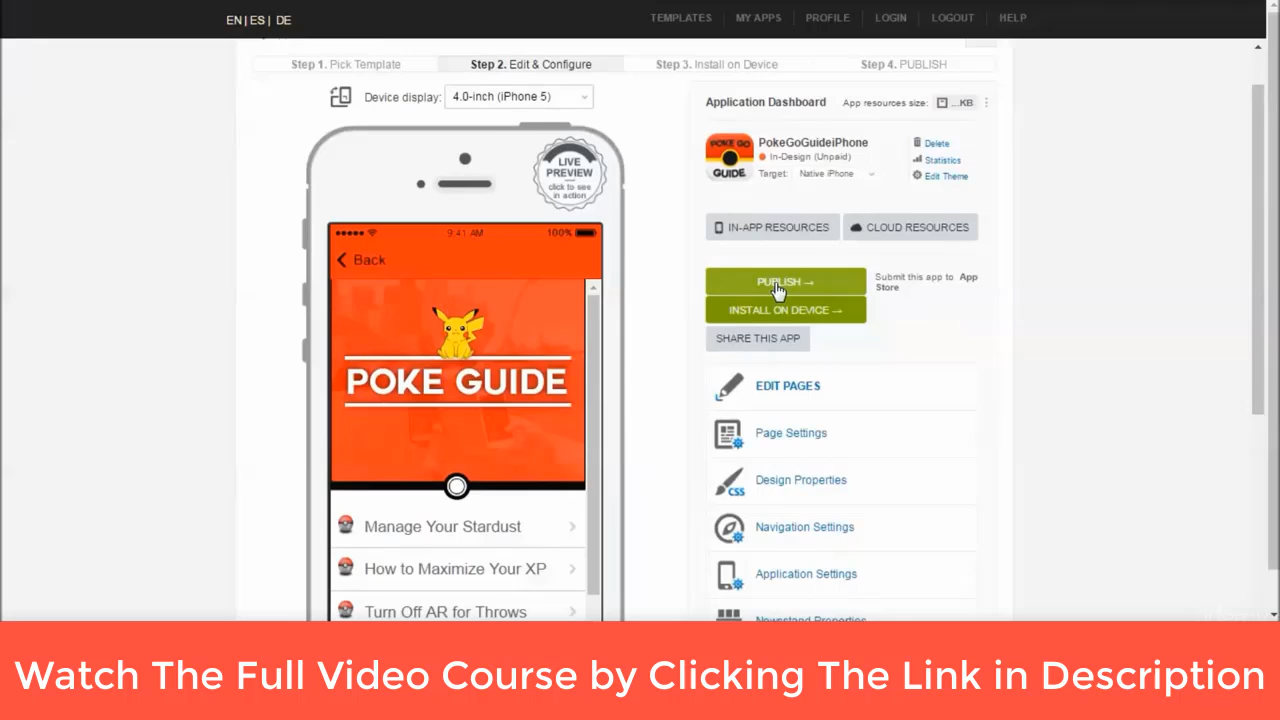 EN | ES | DE
TEMPLATES MY APPS PROFILE LOGIN LOGOUT HELP
Step 1. Pick Template
Step 2. Edit & Configure
Step 3. Install on Device
Step 4. PUBLISH
Device display: 4.0-inch (iPhone 5)
LIVE
PREVIEW
click to see
in action
9:41 AM 100%
Back
POKE GUIDE
Manage Your Stardust
How to Maximize Your XP
Turn Off AR for Throws
Application Dashboard App resources size: ...KB
POKE GO
GUIDE
PokeGoGuideiPhone
In-Design (Unpaid)
Target: Native iPhone
Delete
Statistics
Edit Theme
IN-APP RESOURCES
CLOUD RESOURCES
PUBLISH →
Submit this app to App
Store
INSTALL ON DEVICE →
SHARE THIS APP
EDIT PAGES
Page Settings
CSS
Design Properties
Navigation Settings
Application Settings
Newstand Properties
Watch The Full Video Course by Clicking The Link in Description